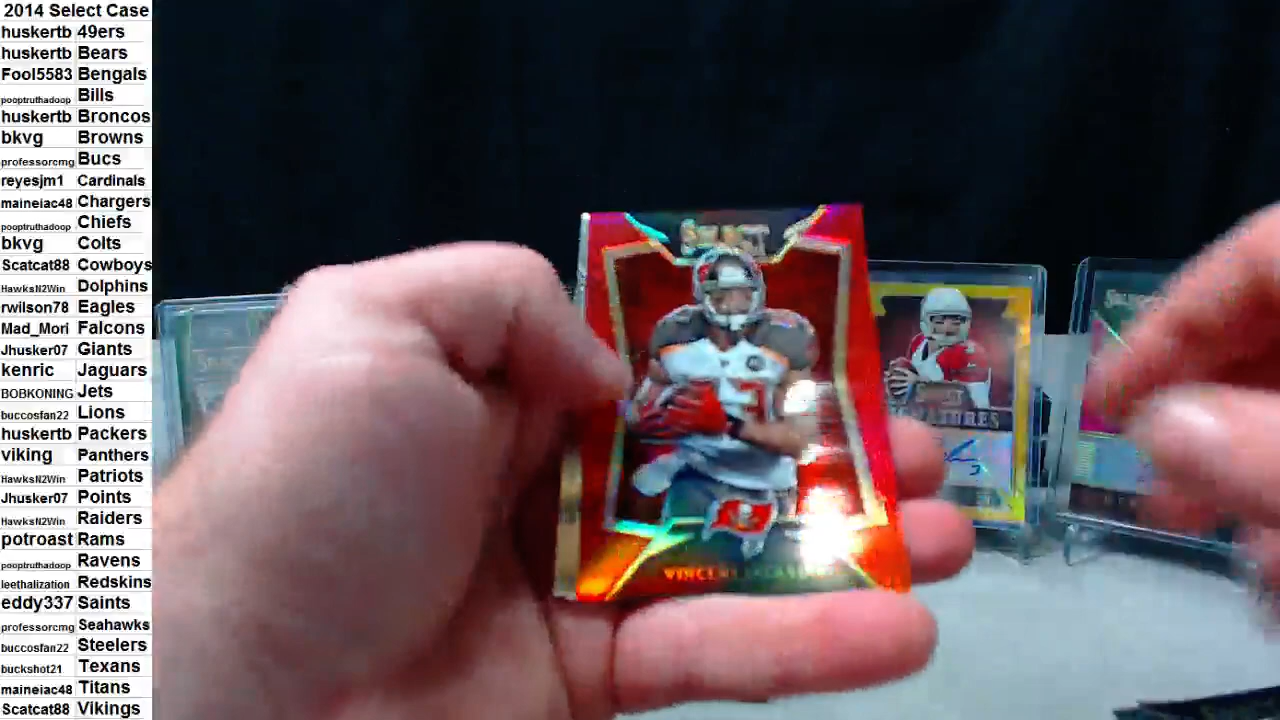 2014 Select Case
huskertb 49ers
huskertb Bears
Fool5583 Bengals
pooptruthadoop Bills
huskertb Broncos
bkvg Browns
professorcmg Bucs
reyesjm1 Cardinals
maineiac48 Chargers
pooptruthadoop Chiefs
bkvg Colts
Scatcat88 Cowboys
HawksN2Win Dolphins
rwilson78 Eagles
Mad_Mori Falcons
Jhusker07 Giants
kenric Jaguars
BOBKONING Jets
buccosfan22 Lions
huskertb Packers
viking Panthers
HawksN2Win Patriots
Jhusker07 Points
HawksN2Win Raiders
potroast Rams
pooptruthadoop Ravens
leethalization Redskins
eddy337 Saints
professorcmg Seahawks
buccosfan22 Steelers
buckshot21 Texans
maineiac48 Titans
Scatcat88 Vikings
SELECT
VINCENT JACKSON